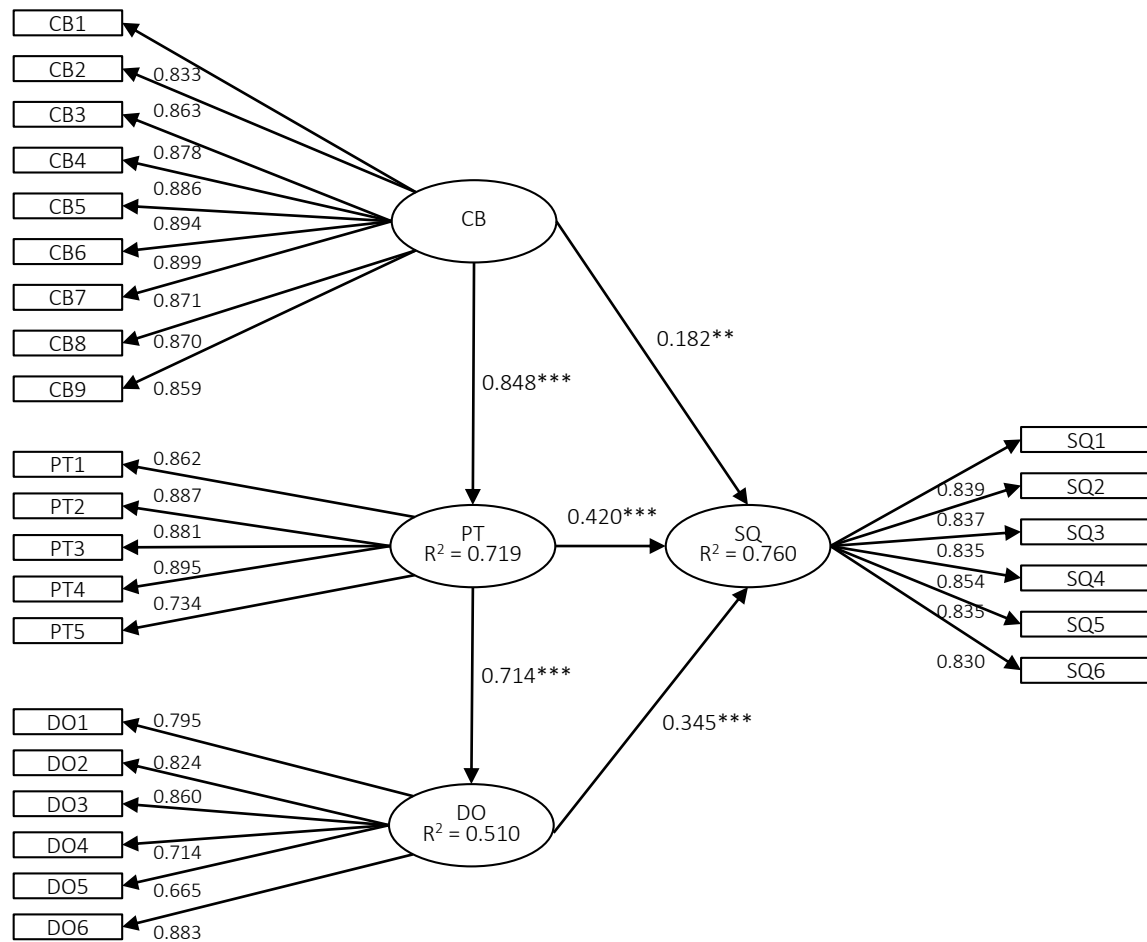 CB1
CB2
CB3
CB4
CB5
CB6
CB7
CB8
CB9
0.833
0.863
0.878
0.886
0.894
0.899
0.871
0.870
0.859
CB
0.182**
0.848***
PT1
PT2
PT3
PT4
PT5
0.862
0.887
0.881
0.895
0.734
PT
R² = 0.719
0.420***
SQ
R² = 0.760
SQ1
SQ2
SQ3
SQ4
SQ5
SQ6
0.839
0.837
0.835
0.854
0.835
0.830
0.714***
0.345***
DO1
DO2
DO3
DO4
DO5
DO6
0.795
0.824
0.860
0.714
0.665
0.883
DO
R² = 0.510